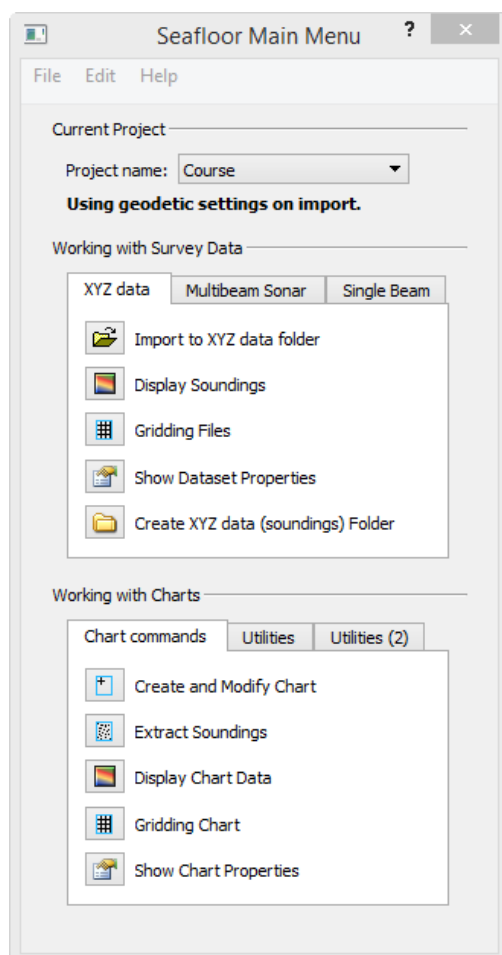 Seafloor Main Menu ?
File Edit Help
Current Project
Project name: Course
Using geodetic settings on import.
Working with Survey Data
XYZ data Multibeam Sonar Single Beam
Import to XYZ data folder
Display Soundings
Gridding Files
Show Dataset Properties
Create XYZ data (soundings) Folder
Working with Charts
Chart commands Utilities Utilities (2)
Create and Modify Chart
Extract Soundings
Display Chart Data
Gridding Chart
Show Chart Properties